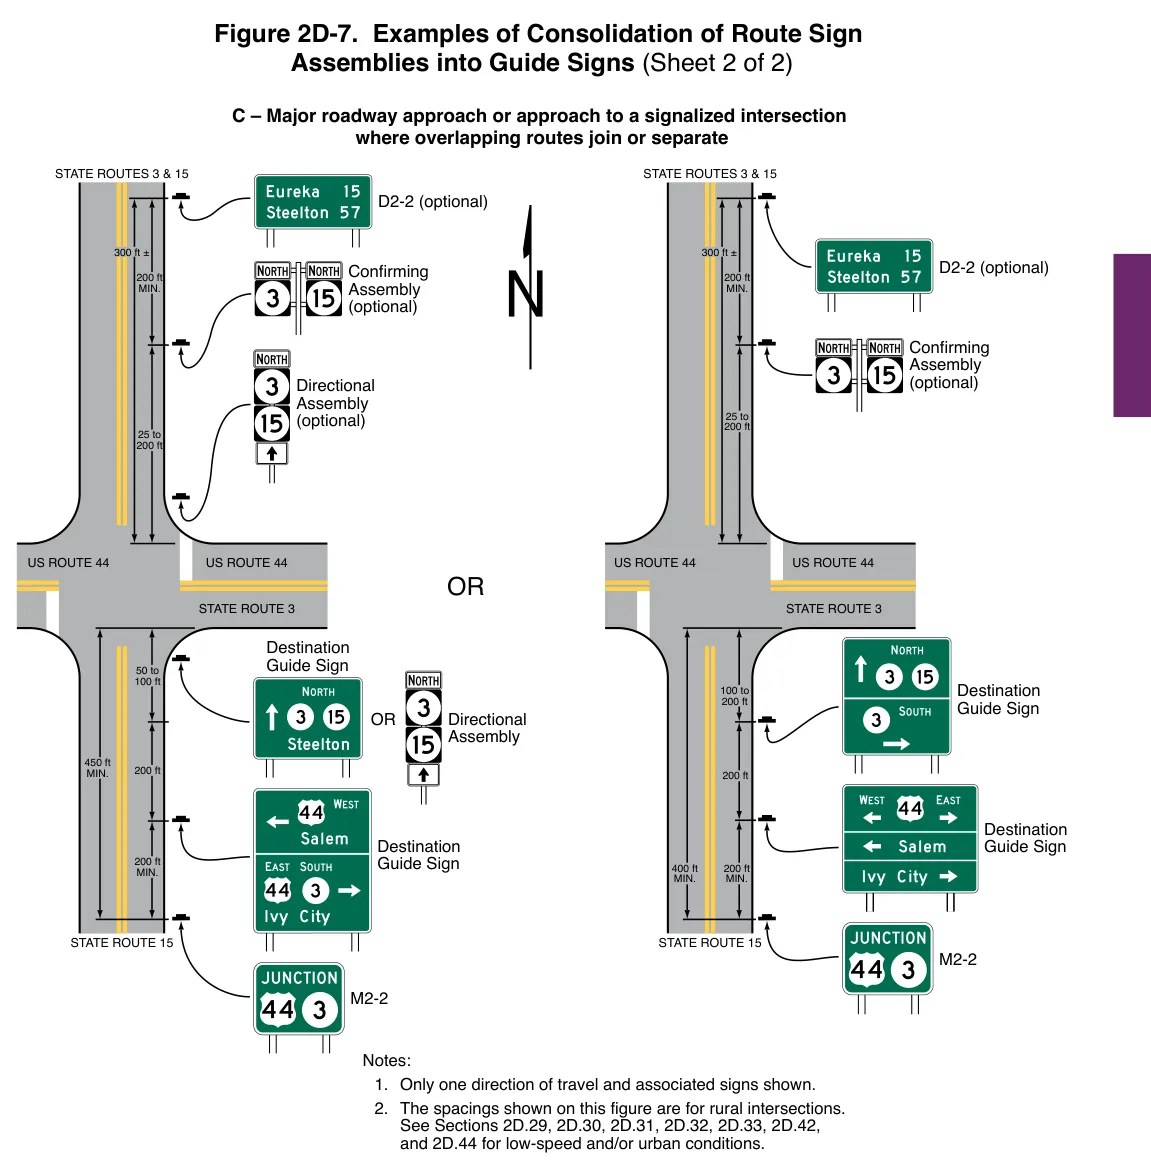 Figure 2D-7. Examples of Consolidation of Route Sign
Assemblies into Guide Signs (Sheet 2 of 2)
C – Major roadway approach or approach to a signalized intersection
where overlapping routes join or separate
STATE ROUTES 3 & 15
Eureka 15
Steelton 57
D2-2 (optional)
300 ft ±
200 ft
MIN.
NORTH NORTH
3 15
Confirming
Assembly
(optional)
NORTH
3
15
Directional
Assembly
(optional)
25 to
200 ft
US ROUTE 44
US ROUTE 44
STATE ROUTE 3
Destination
Guide Sign
50 to
100 ft
NORTH
3 15
Steelton
OR
NORTH
3
15
Directional
Assembly
450 ft
MIN.
200 ft
44 WEST
Salem
EAST SOUTH
44 3
Ivy City
Destination
Guide Sign
200 ft
MIN.
STATE ROUTE 15
JUNCTION
44 3
M2-2
N
OR
STATE ROUTES 3 & 15
300 ft ±
200 ft
MIN.
Eureka 15
Steelton 57
D2-2 (optional)
NORTH NORTH
3 15
Confirming
Assembly
(optional)
25 to
200 ft
US ROUTE 44
US ROUTE 44
STATE ROUTE 3
NORTH
3 15
3 SOUTH
Destination
Guide Sign
100 to
200 ft
200 ft
WEST 44 EAST
Salem
Ivy City
Destination
Guide Sign
400 ft
MIN.
200 ft
MIN.
STATE ROUTE 15
JUNCTION
44 3
M2-2
Notes:
1. Only one direction of travel and associated signs shown.
2. The spacings shown on this figure are for rural intersections.
See Sections 2D.29, 2D.30, 2D.31, 2D.32, 2D.33, 2D.42,
and 2D.44 for low-speed and/or urban conditions.